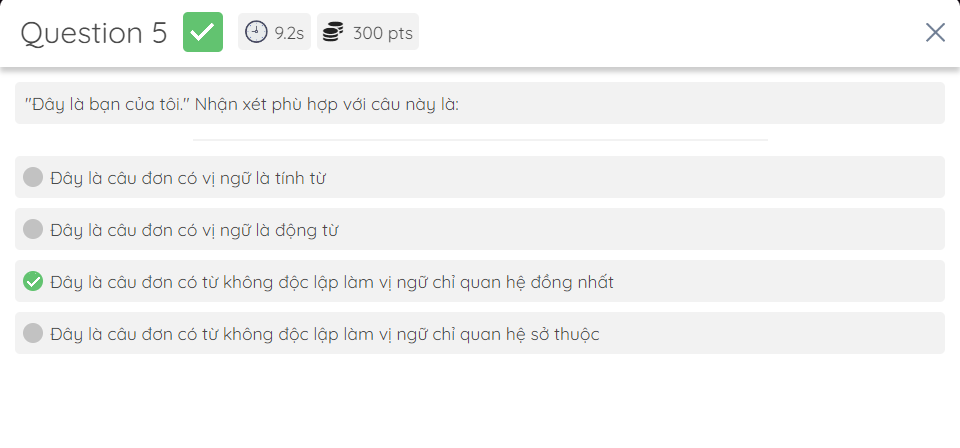 Question 5
9.2s
300 pts
"Đây là bạn của tôi." Nhận xét phù hợp với câu này là:
Đây là câu đơn có vị ngữ là tính từ
Đây là câu đơn có vị ngữ là động từ
Đây là câu đơn có từ không độc lập làm vị ngữ chỉ quan hệ đồng nhất
Đây là câu đơn có từ không độc lập làm vị ngữ chỉ quan hệ sở thuộc